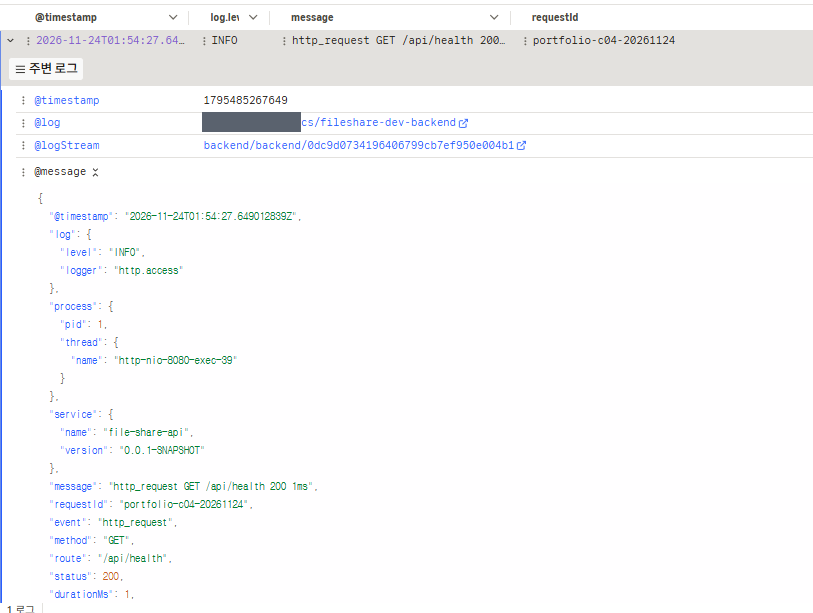 @timestamp log.lev message requestId
2026-11-24T01:54:27.64… INFO http_request GET /api/health 200… portfolio-c04-20261124
주변 로그
@timestamp 1795485267649
@log cs/fileshare-dev-backend
@logStream backend/backend/0dc9d0734196406799cb7ef950e004b1
@message
{
"@timestamp": "2026-11-24T01:54:27.649012839Z",
"log": {
"level": "INFO",
"logger": "http.access"
},
"process": {
"pid": 1,
"thread": {
"name": "http-nio-8080-exec-39"
}
},
"service": {
"name": "file-share-api",
"version": "0.0.1-SNAPSHOT"
},
"message": "http_request GET /api/health 200 1ms",
"requestId": "portfolio-c04-20261124",
"event": "http_request",
"method": "GET",
"route": "/api/health",
"status": 200,
"durationMs": 1,
1 로그